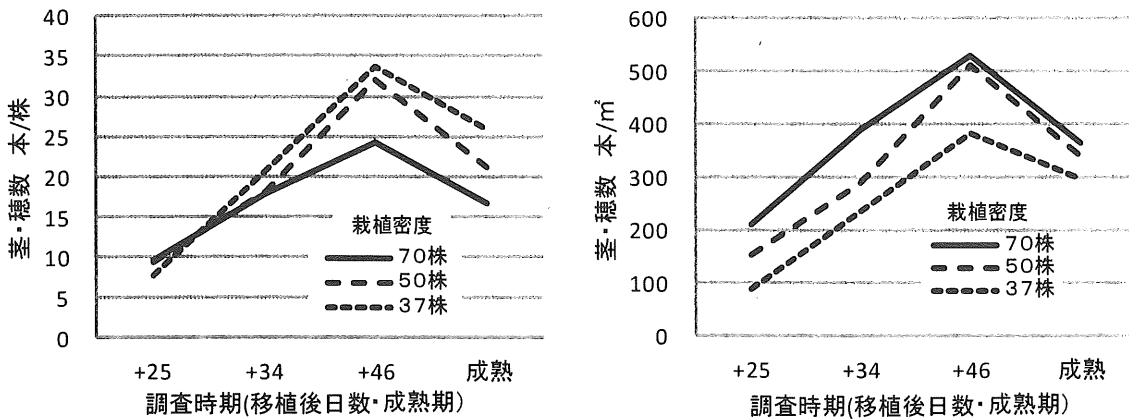 茎・穂数 本/株
40
35
30
25
20
15
10
5
0
栽植密度
70株
50株
37株
+25 +34 +46 成熟
調査時期(移植後日数・成熟期)
茎・穂数 本/㎡
600
500
400
300
200
100
0
栽植密度
70株
50株
37株
+25 +34 +46 成熟
調査時期(移植後日数・成熟期)